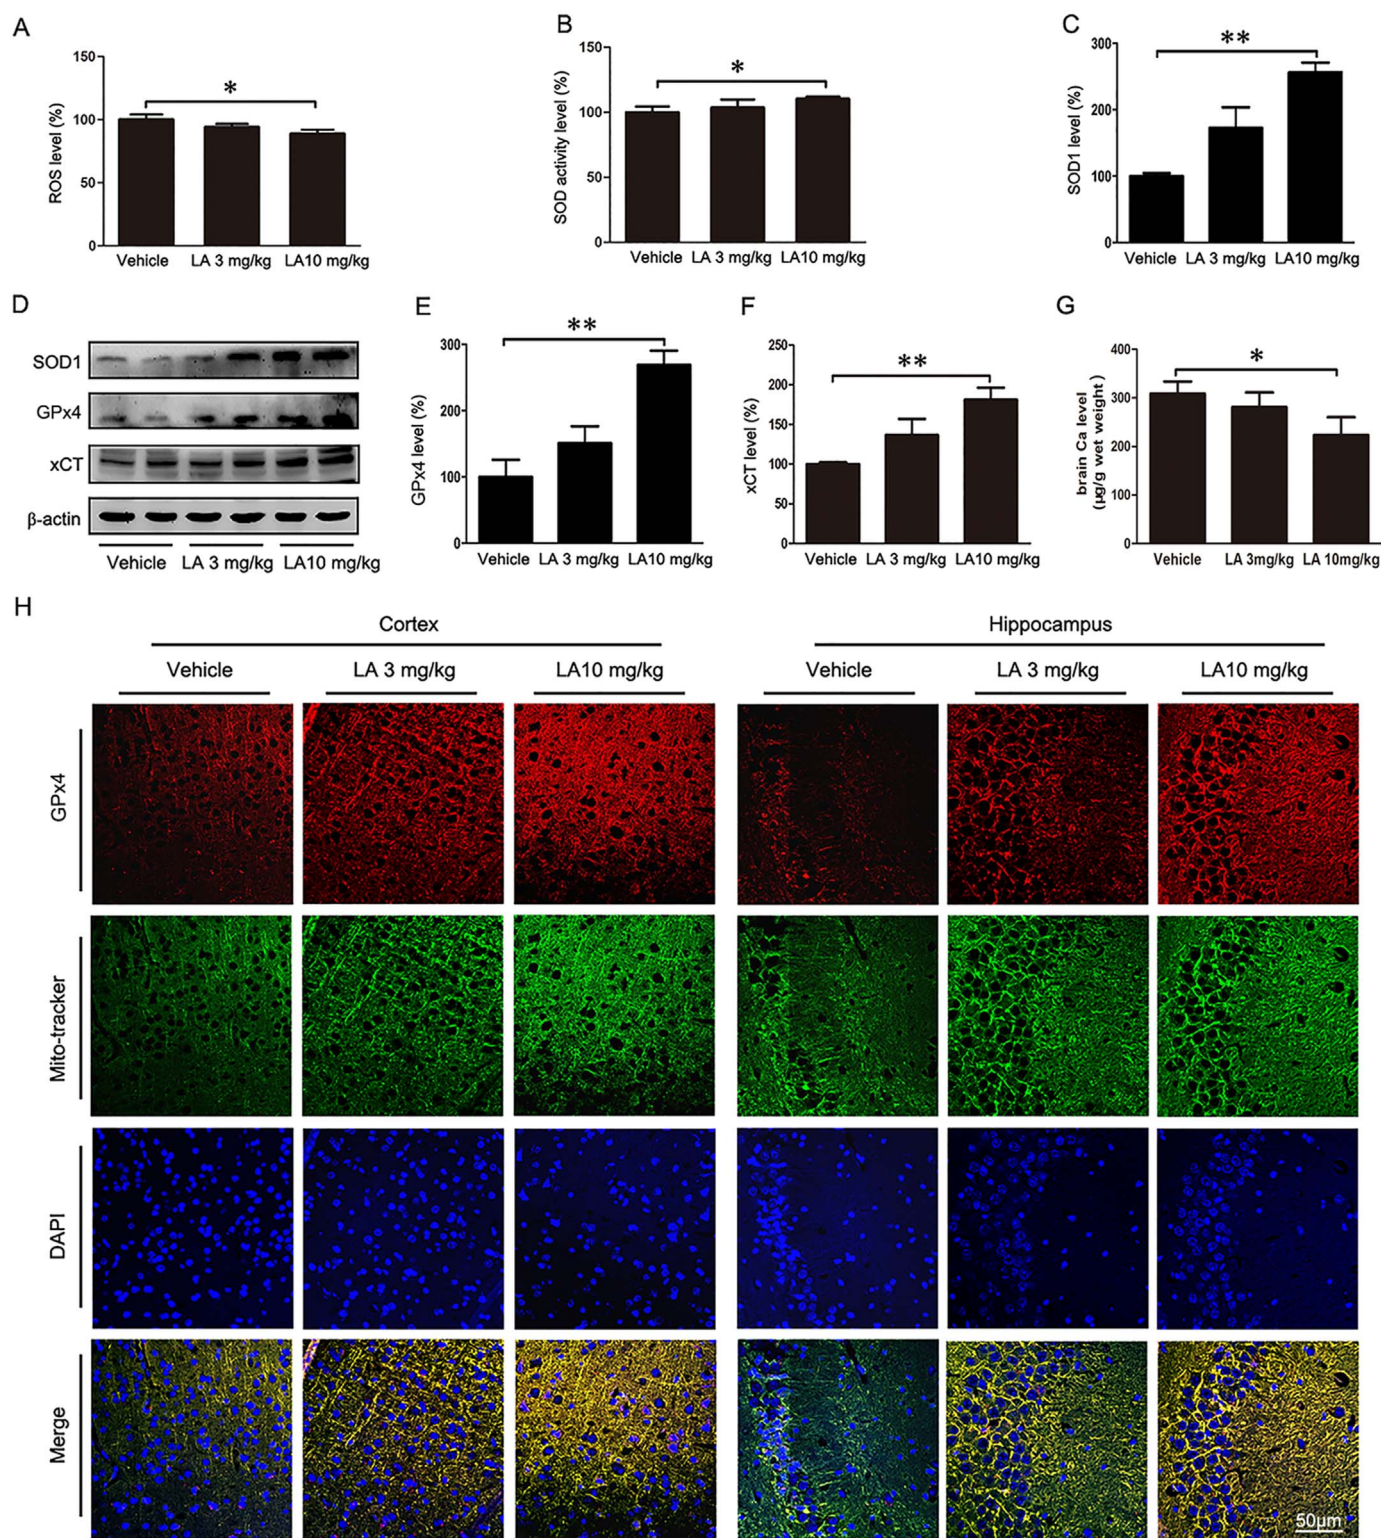 A
ROS level (%)
150
100
50
0
*
Vehicle
LA 3 mg/kg
LA10 mg/kg
B
SOD activity level (%)
150
100
50
0
*
Vehicle
LA 3 mg/kg
LA10 mg/kg
C
SOD1 level (%)
300
200
100
0
**
Vehicle
LA 3 mg/kg
LA10 mg/kg
D
SOD1
GPx4
xCT
β-actin
Vehicle
LA 3 mg/kg
LA10 mg/kg
E
GPx4 level (%)
300
200
100
0
**
Vehicle
LA 3 mg/kg
LA10 mg/kg
F
xCT level (%)
250
200
150
100
50
0
**
Vehicle
LA 3 mg/kg
LA10 mg/kg
G
brain Ca level
(µg/g wet weight )
400
300
200
100
0
*
Vehicle
LA 3mg/kg
LA 10mg/kg
H
Cortex
Hippocampus
Vehicle
LA 3 mg/kg
LA10 mg/kg
Vehicle
LA 3 mg/kg
LA10 mg/kg
GPx4
Mito-tracker
DAPI
Merge
50µm